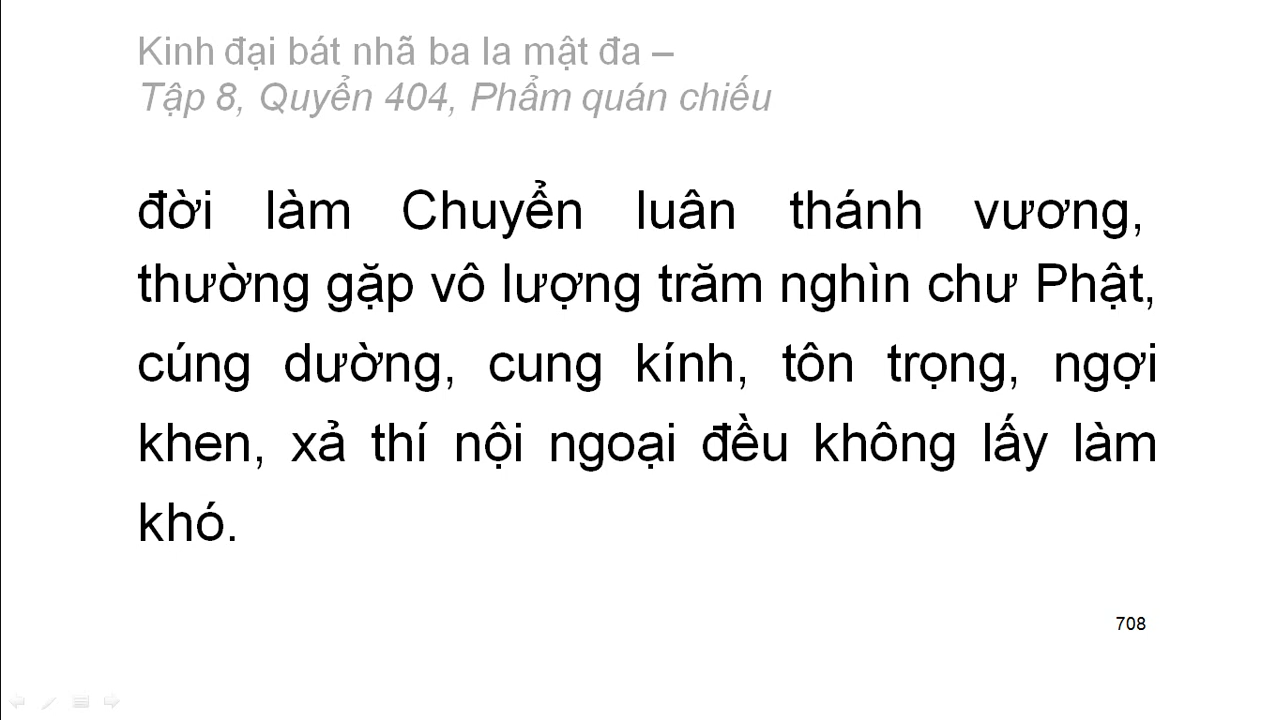 Kinh đại bát nhã ba la mật đa –
Tập 8, Quyển 404, Phẩm quán chiếu
đời làm Chuyển luân thánh vương,
thường gặp vô lượng trăm nghìn chư Phật,
cúng dường, cung kính, tôn trọng, ngợi
khen, xả thí nội ngoại đều không lấy làm
khó.
708